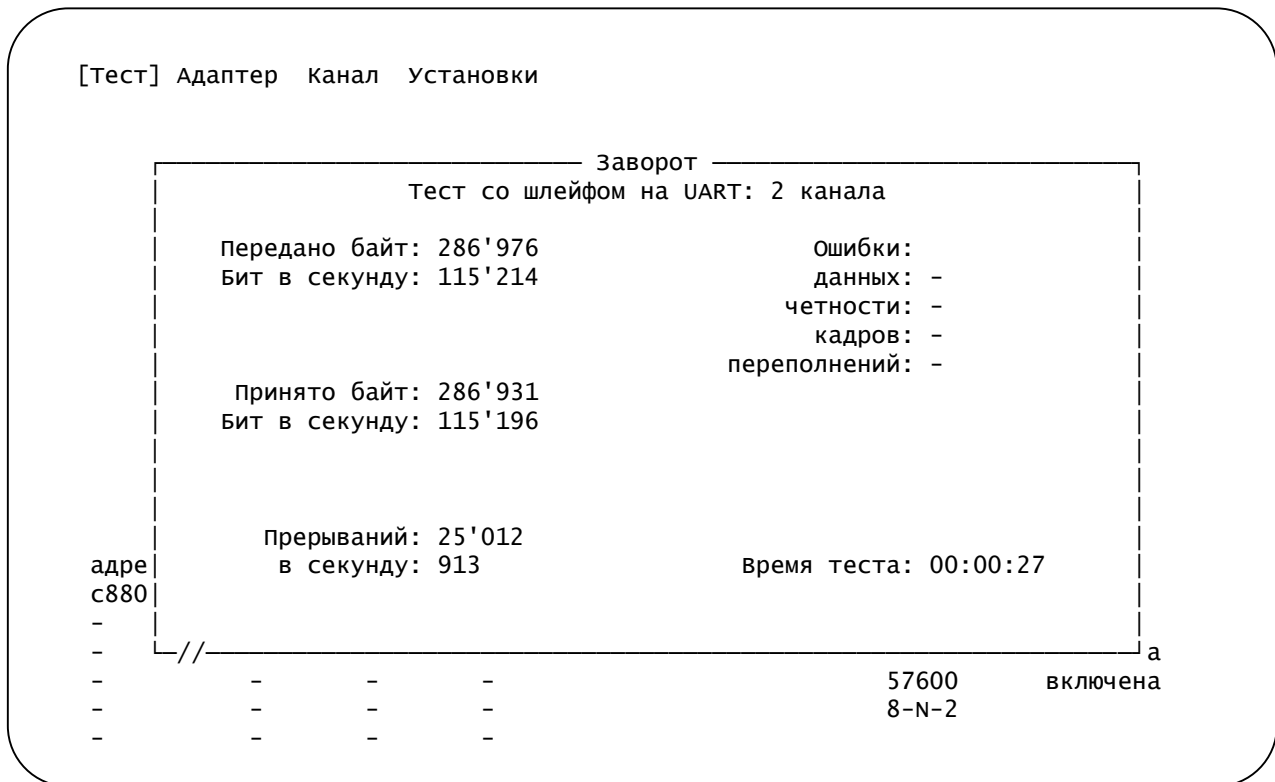 [Тест] Адаптер Канал Установки
Заворот
Тест со шлейфом на UART: 2 канала
Передано байт: 286'976 Ошибки:
Бит в секунду: 115'214 данных: -
четности: -
кадров: -
переполнений: -
Принято байт: 286'931
Бит в секунду: 115'196
Прерываний: 25'012
адре в секунду: 913 Время теста: 00:00:27
с880
-
- // а
- - - - 57600 включена
- - - - 8-N-2
- - - -